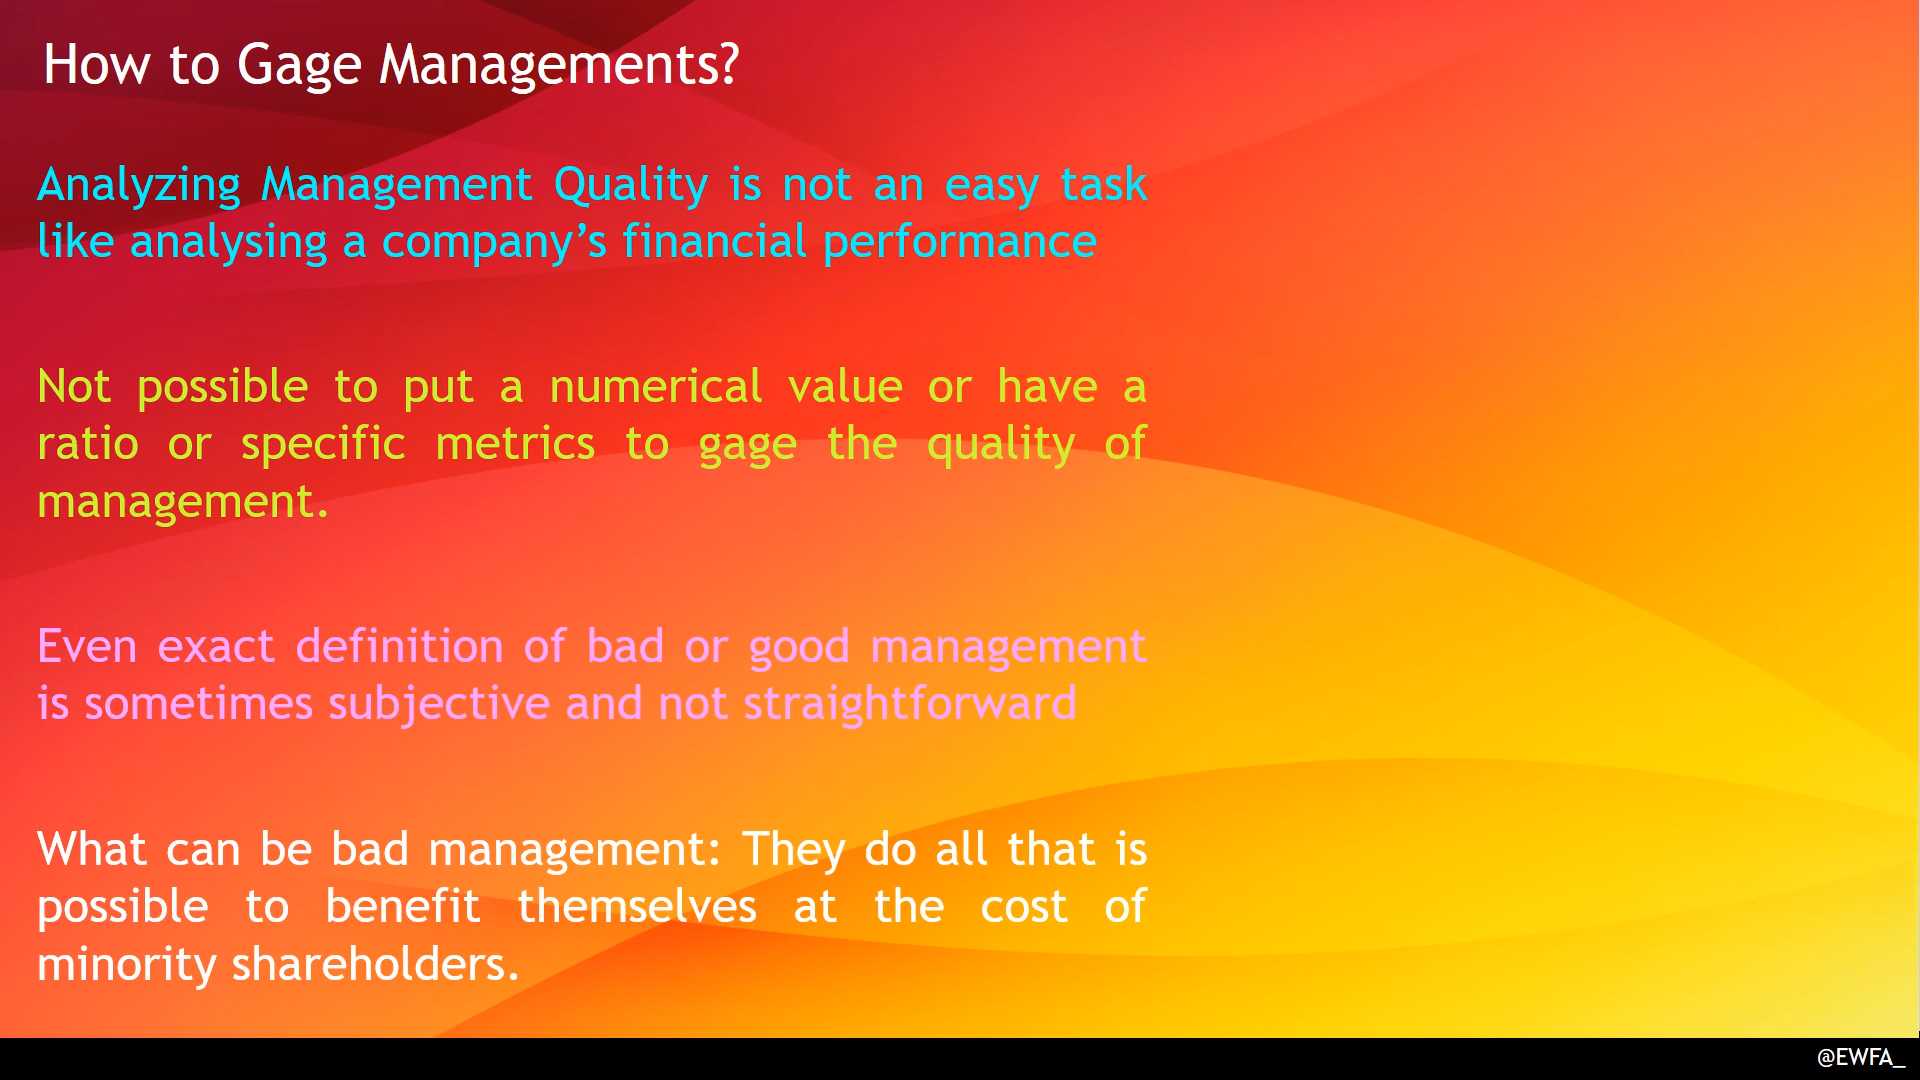 How to Gage Managements?
Analyzing Management Quality is not an easy task
like analysing a company’s financial performance
Not possible to put a numerical value or have a
ratio or specific metrics to gage the quality of
management.
Even exact definition of bad or good management
is sometimes subjective and not straightforward
What can be bad management: They do all that is
possible to benefit themselves at the cost of
minority shareholders.
@EWFA_